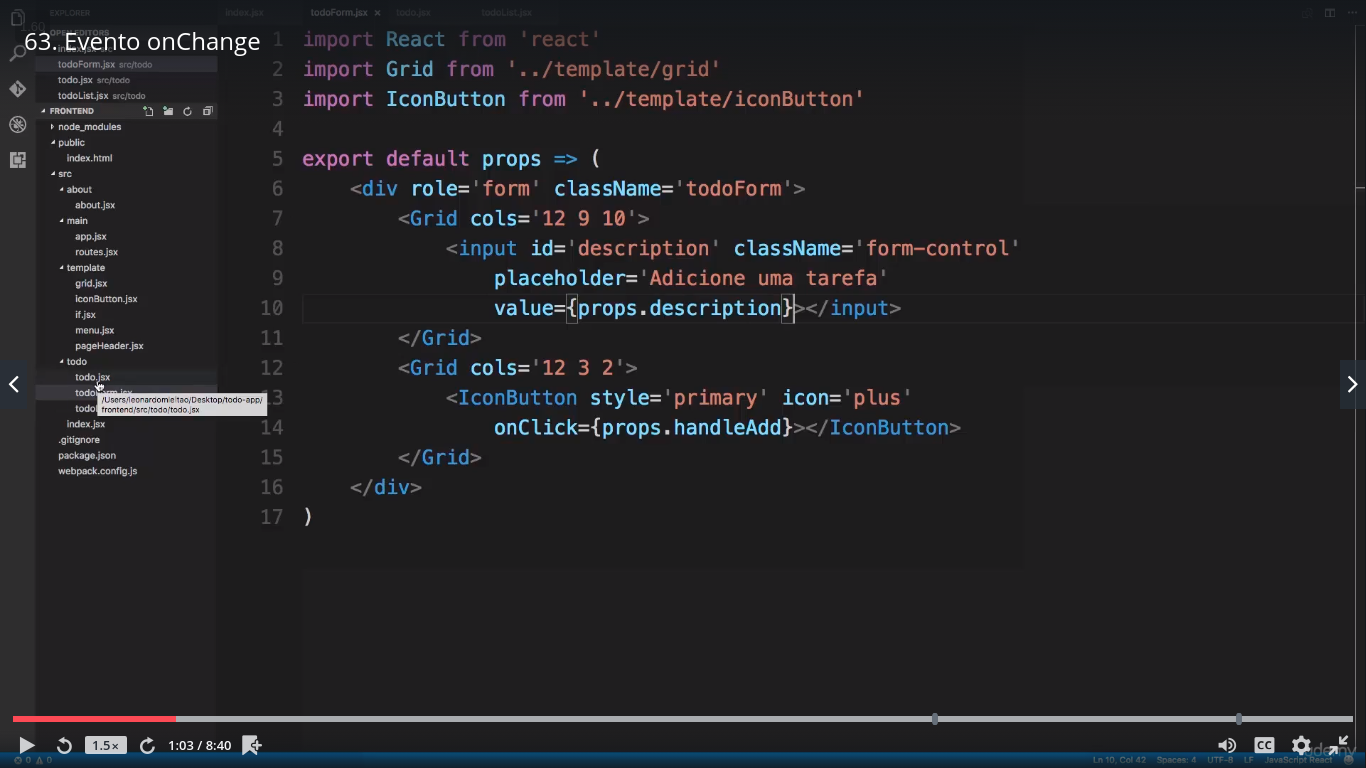 EXPLORER
index.jsx
todoForm.jsx ×
todo.jsx
todoList.jsx
63. Evento onChange
OPEN EDITORS
index.jsx src
todoForm.jsx src/todo
todo.jsx src/todo
todoList.jsx src/todo
FRONTEND
node_modules
public
index.html
src
about
about.jsx
main
app.jsx
routes.jsx
template
grid.jsx
iconButton.jsx
if.jsx
menu.jsx
pageHeader.jsx
todo
todo.jsx
/Users/leonardomleitao/Desktop/todo-app/
frontend/src/todo/todo.jsx
index.jsx
.gitignore
package.json
webpack.config.js
1 import React from 'react'
2 import Grid from '../template/grid'
3 import IconButton from '../template/iconButton'
4
5 export default props => (
6 <div role='form' className='todoForm'>
7 <Grid cols='12 9 10'>
8 <input id='description' className='form-control'
9 placeholder='Adicione uma tarefa'
10 value={props.description}></input>
11 </Grid>
12 <Grid cols='12 3 2'>
13 <IconButton style='primary' icon='plus'
14 onClick={props.handleAdd}></IconButton>
15 </Grid>
16 </div>
17 )
1.5×
1:03 / 8:40
CC
udemy
0 0
Ln 10, Col 42 Spaces: 4 UTF-8 LF JavaScript React